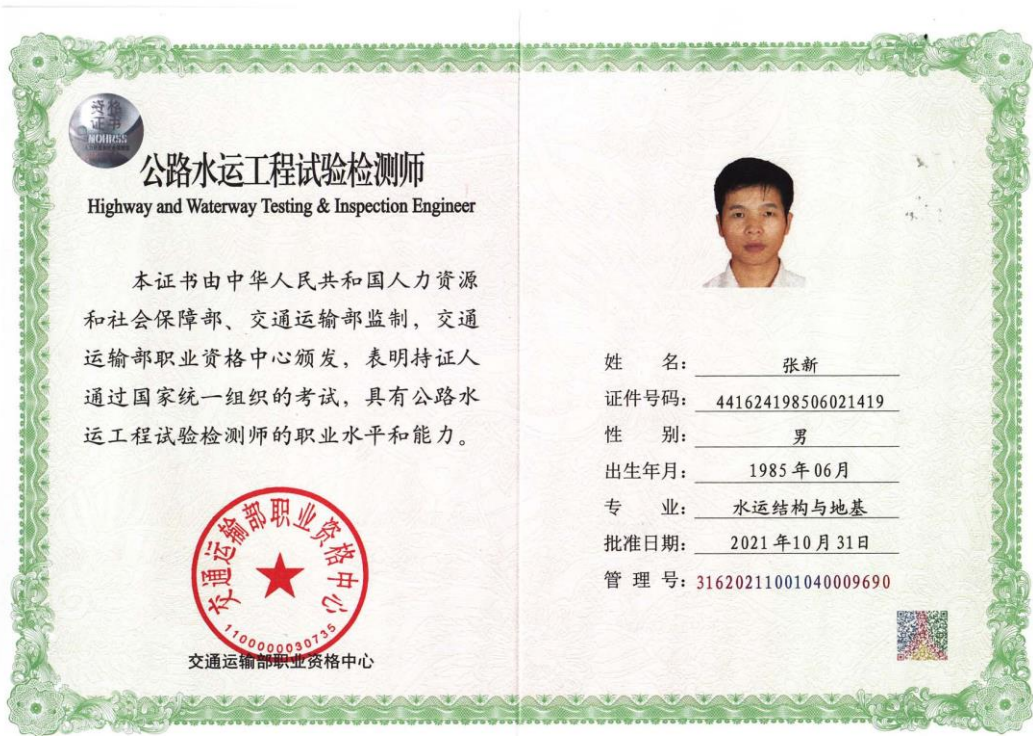 资格
证书
MOHRSS
公路水运工程试验检测师
Highway and Waterway Testing & Inspection Engineer
本证书由中华人民共和国人力资源
和社会保障部、交通运输部监制，交通
运输部职业资格中心颁发，表明持证人
通过国家统一组织的考试，具有公路水
运工程试验检测师的职业水平和能力。
交通运输部职业资格中心
1100000030735
交通运输部职业资格中心
姓 名： 张新
证件号码： 441624198506021419
性 别： 男
出生年月： 1985年06月
专 业： 水运结构与地基
批准日期： 2021年10月31日
管 理 号：31620211001040009690